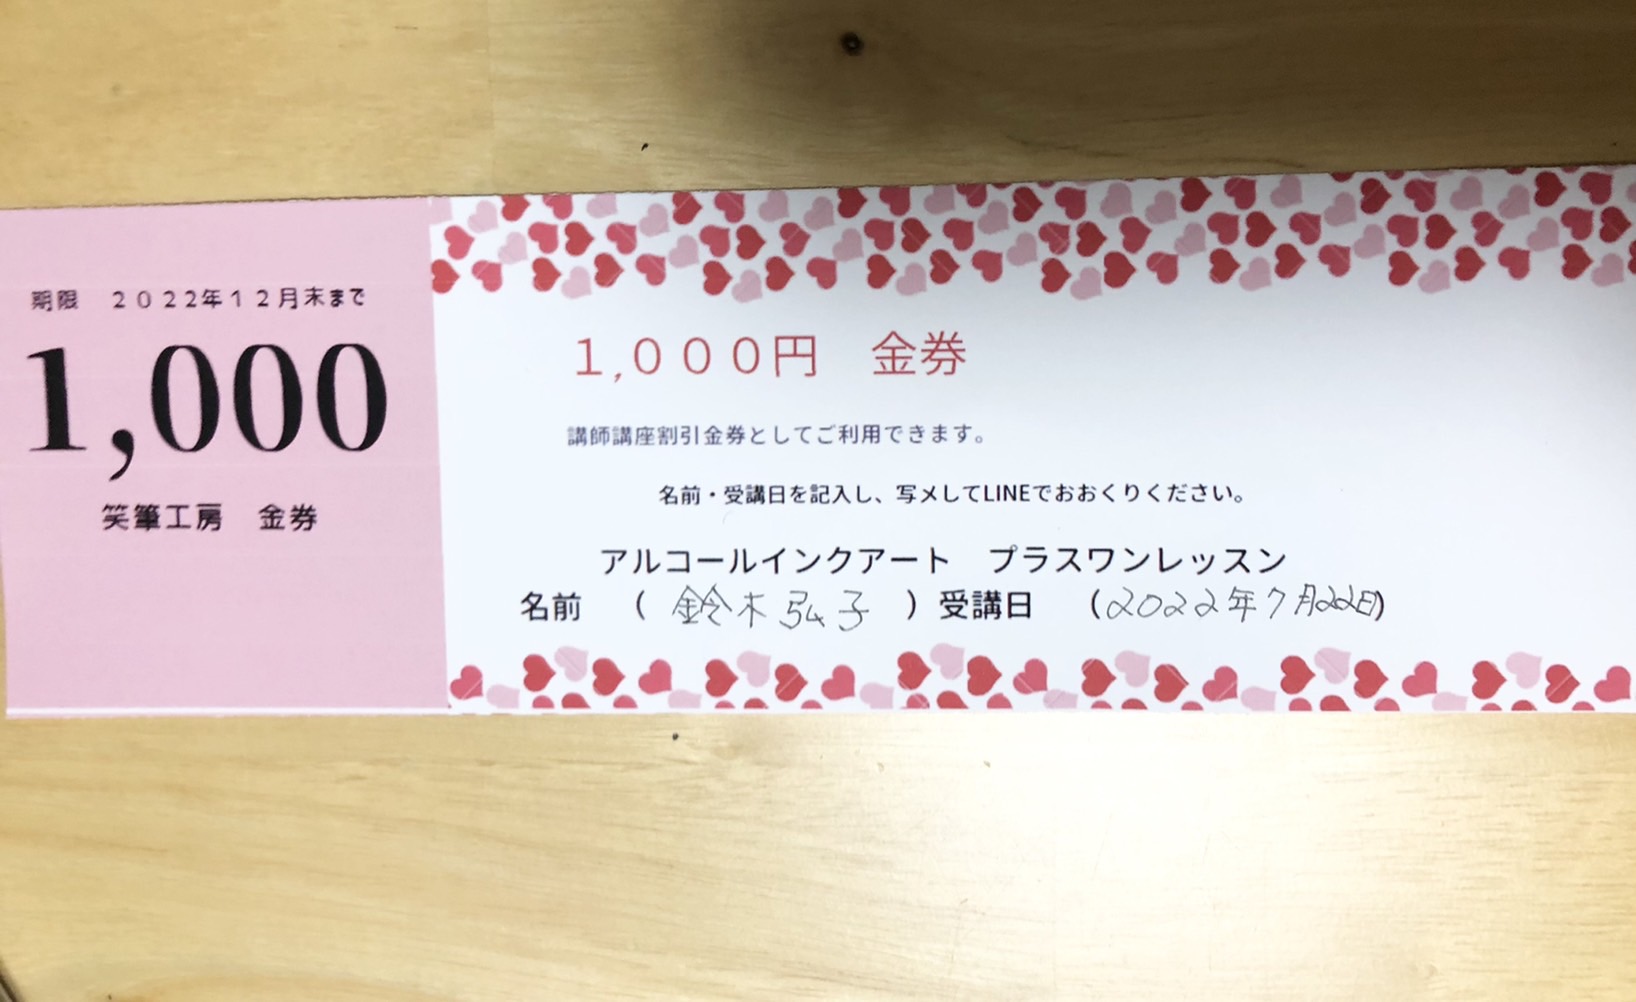 期限 2022年12月末まで
1,000
笑筆工房 金券
1,000円 金券
講師講座割引金券としてご利用できます。
名前・受講日を記入し、写メしてLINEでおおくりください。
アルコールインクアート プラスワンレッスン
名前 ( 鈴木弘子 ) 受講日 (2022年7月22日)